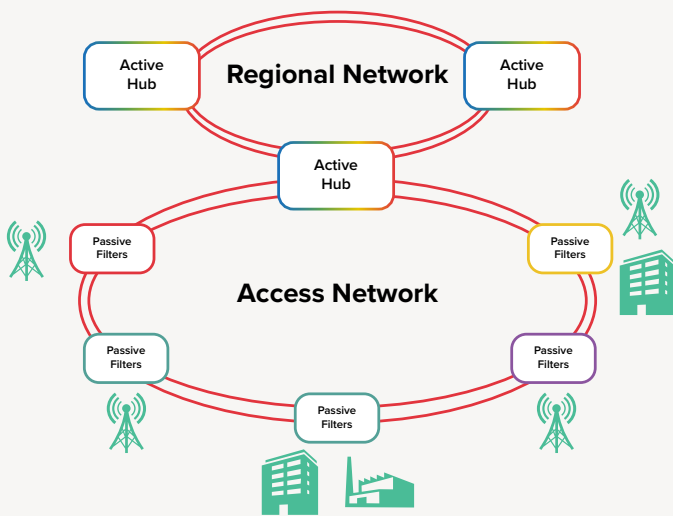 Active
Hub
Regional Network
Active
Hub
Active
Hub
Passive
Filters
Passive
Filters
Access Network
Passive
Filters
Passive
Filters
Passive
Filters